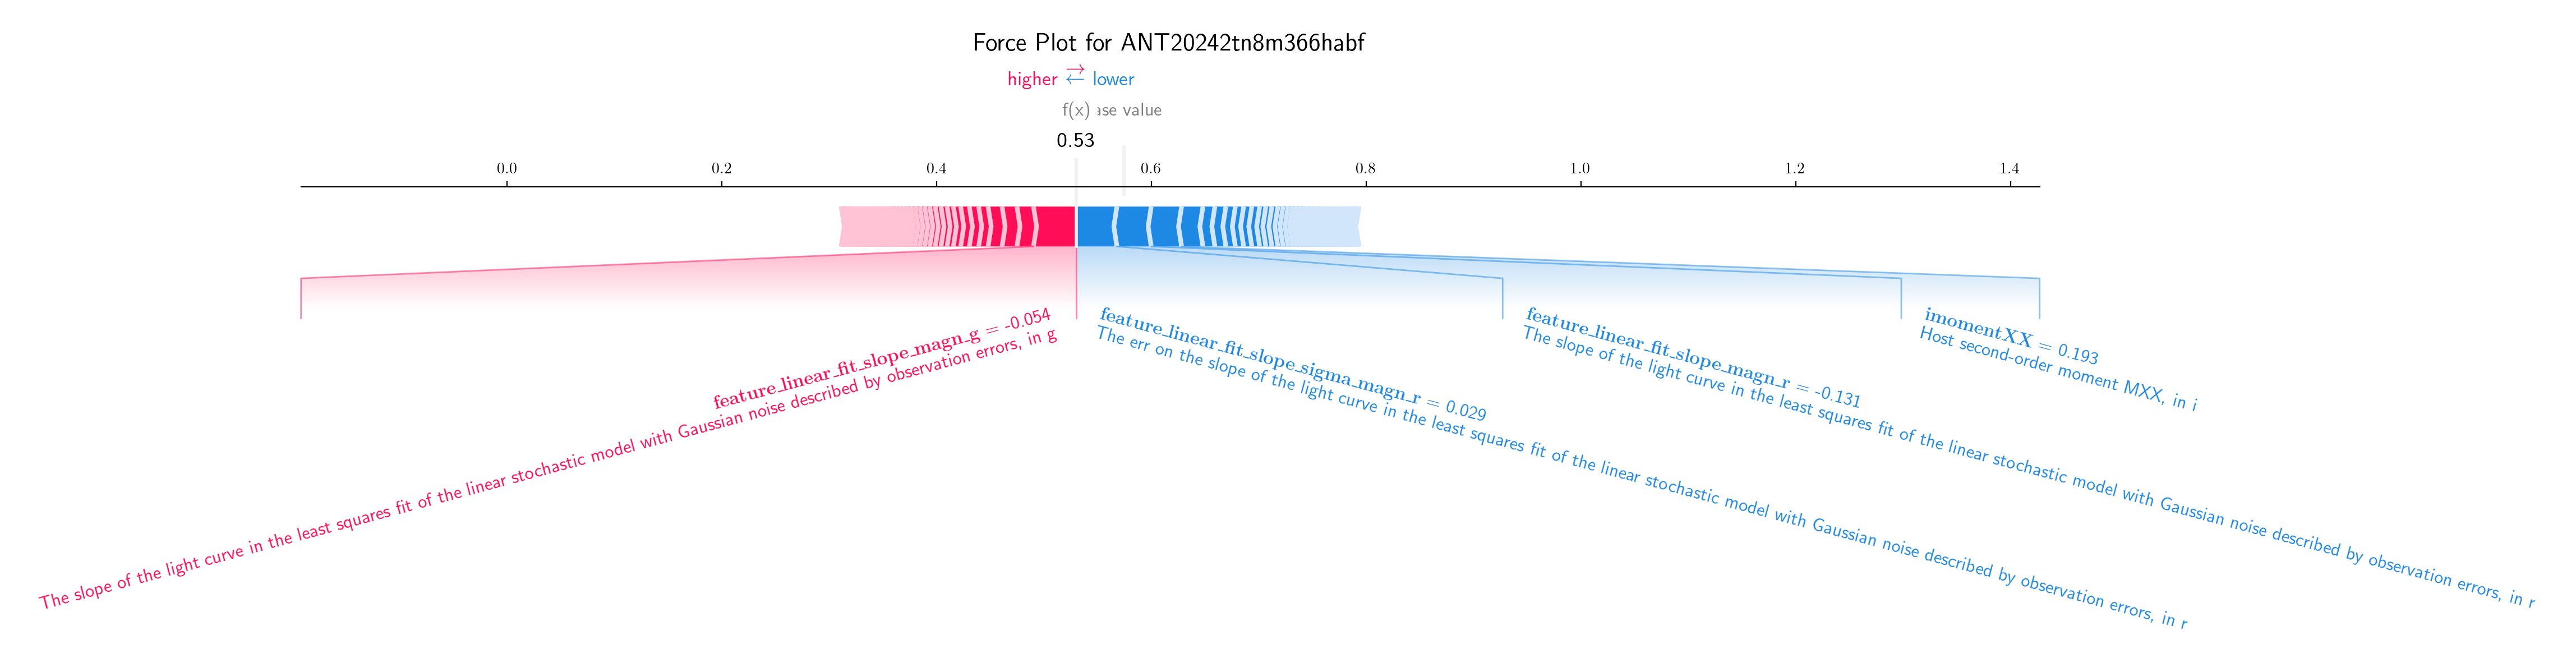 Force Plot for ANT20242tn8m366habf
higher → ← lower
f(x) ase value
0.53
0.0 0.2 0.4 0.6 0.8 1.0 1.2 1.4
feature_linear_fit_slope_magn_g = -0.054
The slope of the light curve in the least squares fit of the linear stochastic model with Gaussian noise described by observation errors, in g
feature_linear_fit_slope_sigma_magn_r = 0.029
The err on the slope of the light curve in the least squares fit of the linear stochastic model with Gaussian noise described by observation errors, in r
feature_linear_fit_slope_magn_r = -0.131
The slope of the light curve in the least squares fit of the linear stochastic model with Gaussian noise described by observation errors, in r
imomentXX = 0.193
Host second-order moment MXX, in i